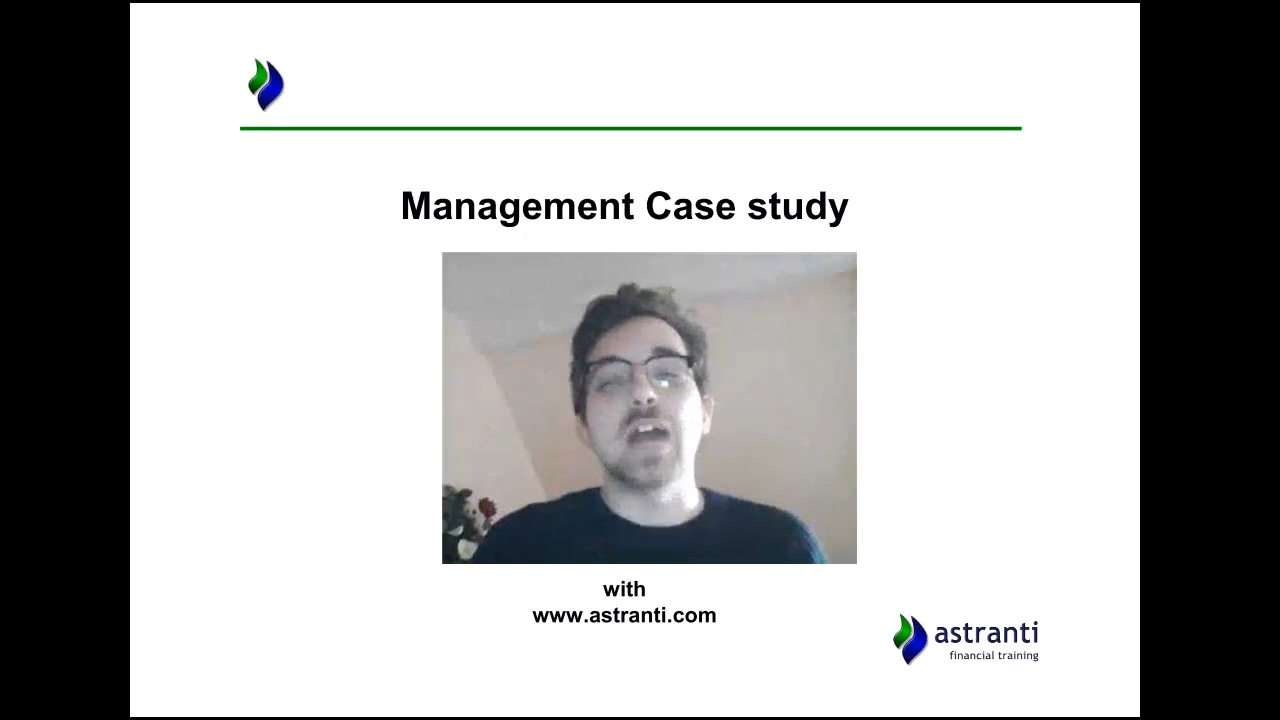 Management Case study
with
www.astranti.com
astranti
financial training